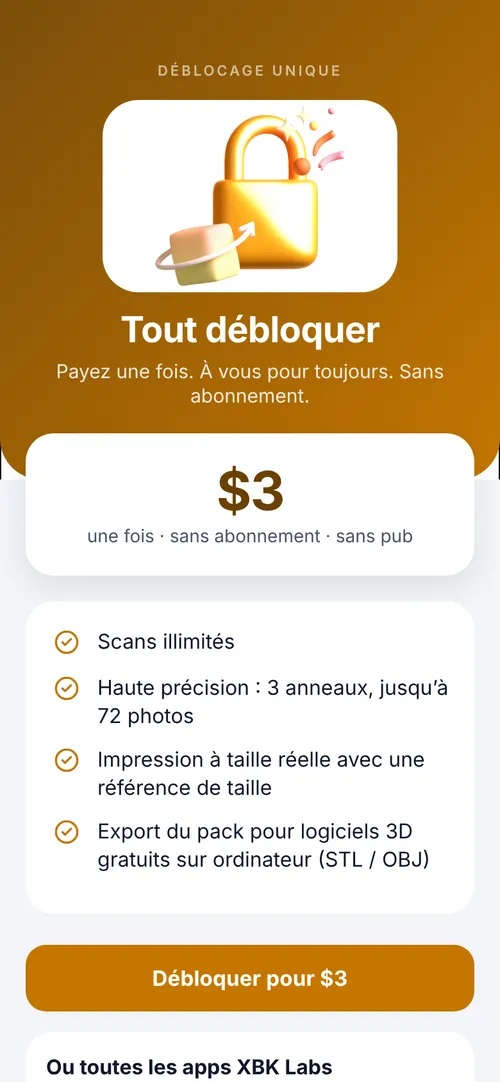 DÉBLOCAGE UNIQUE
Tout débloquer
Payez une fois. À vous pour toujours. Sans
abonnement.
$3
une fois · sans abonnement · sans pub
Scans illimités
Haute précision : 3 anneaux, jusqu’à
72 photos
Impression à taille réelle avec une
référence de taille
Export du pack pour logiciels 3D
gratuits sur ordinateur (STL / OBJ)
Débloquer pour $3
Ou toutes les apps XBK Labs